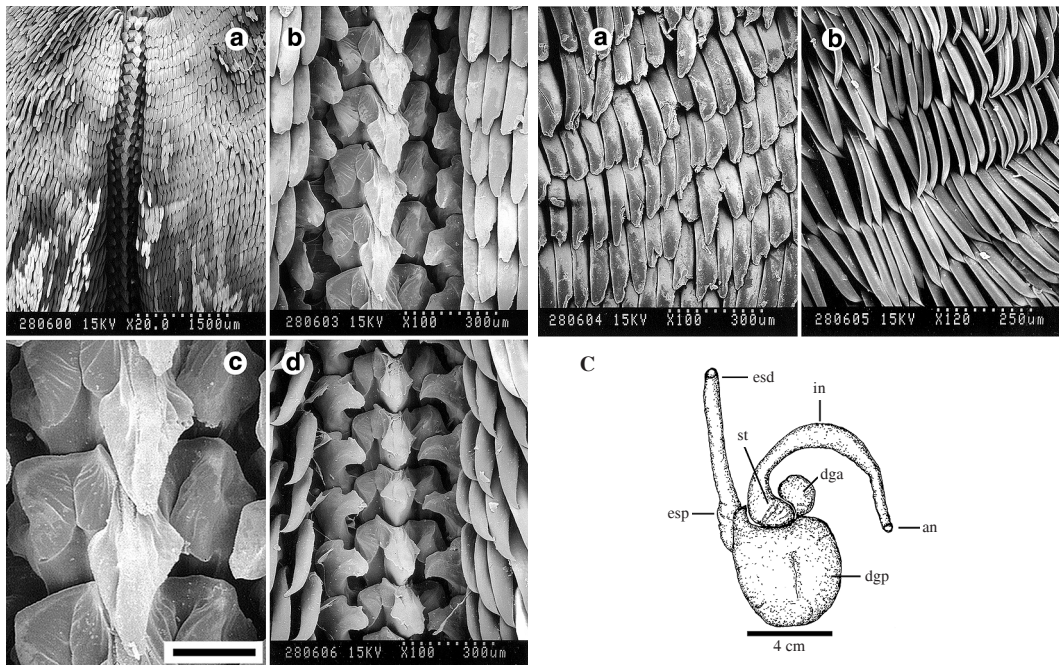 a
280600 15KV X20.0 1500um
b
280603 15KV X100 300um
a
280604 15KV X100 300um
b
280605 15KV X120 250um
c
d
280606 15KV X100 300um
C
esd
in
st
dga
esp
an
dgp
4 cm